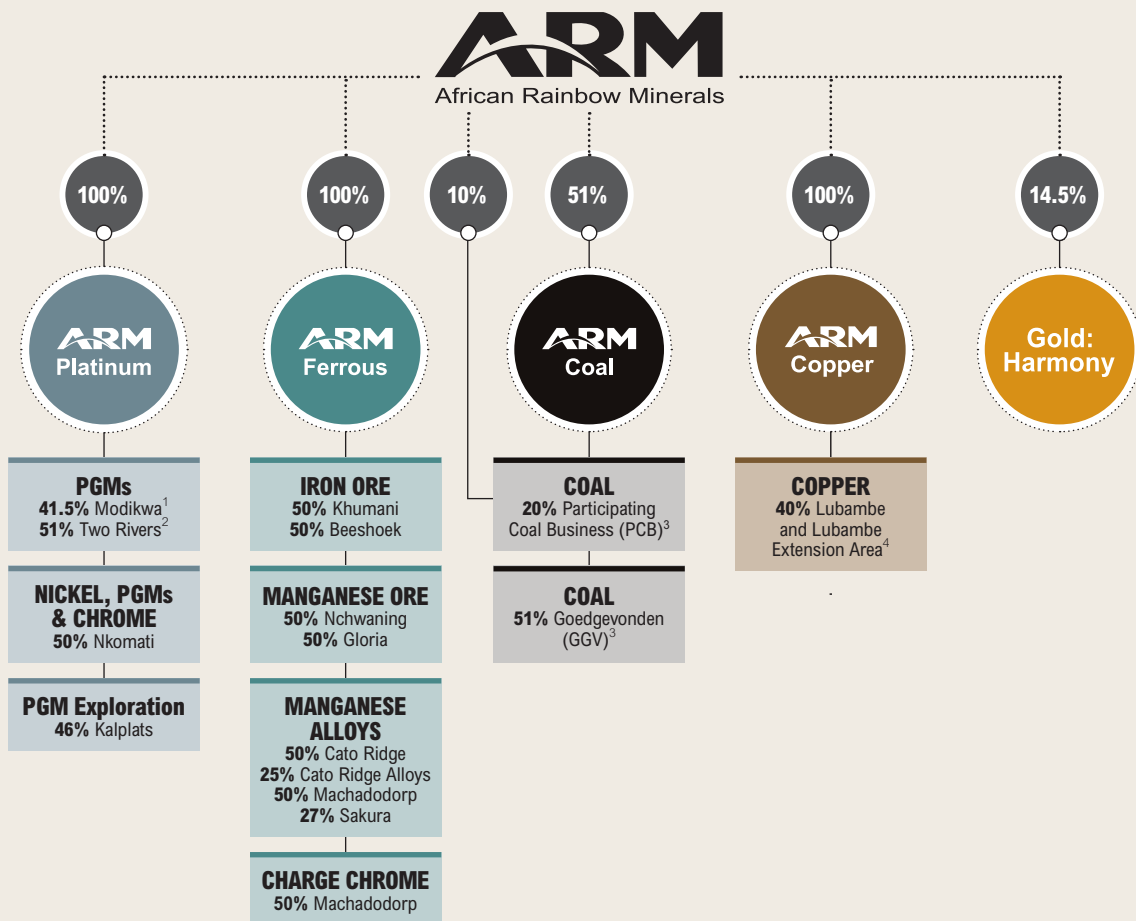 ARM
African Rainbow Minerals
100%
100%
10%
51%
100%
14.5%
ARM
Platinum
ARM
Ferrous
ARM
Coal
ARM
Copper
Gold:
Harmony
PGMs
41.5% Modikwa1
51% Two Rivers2
NICKEL, PGMs
& CHROME
50% Nkomati
PGM Exploration
46% Kalplats
IRON ORE
50% Khumani
50% Beeshoek
MANGANESE ORE
50% Nchwaning
50% Gloria
MANGANESE
ALLOYS
50% Cato Ridge
25% Cato Ridge Alloys
50% Machadodorp
27% Sakura
CHARGE CHROME
50% Machadodorp
COAL
20% Participating
Coal Business (PCB)3
COAL
51% Goedgevonden
(GGV)3
COPPER
40% Lubambe
and Lubambe
Extension Area4